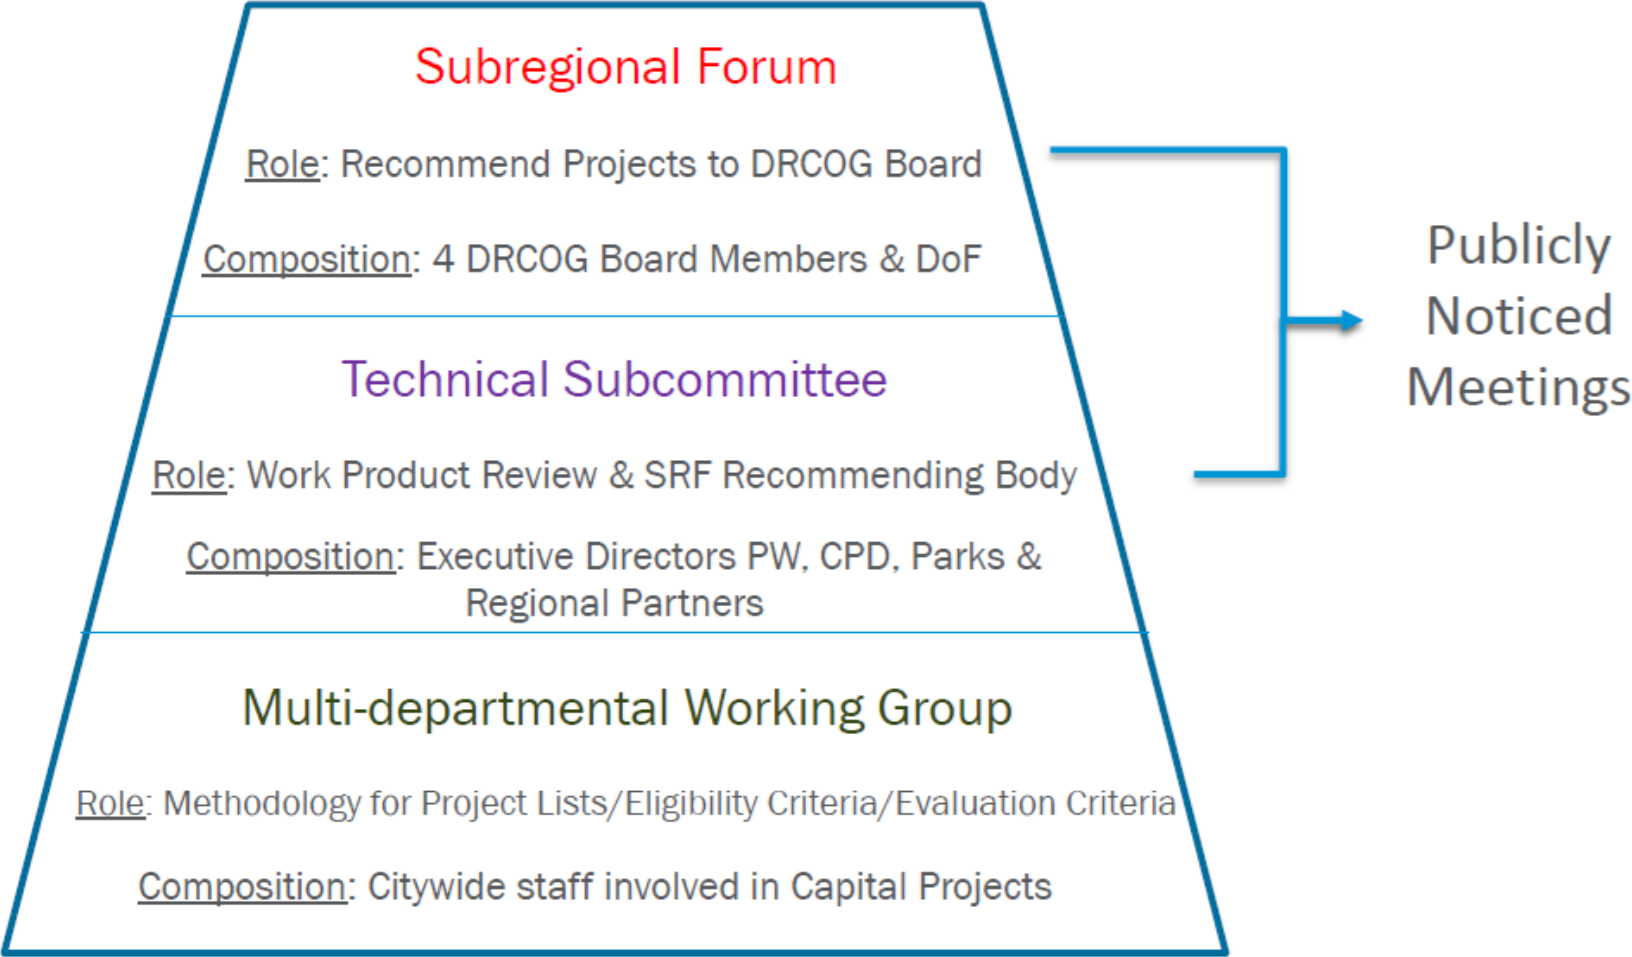 Subregional Forum
Role: Recommend Projects to DRCOG Board
Composition: 4 DRCOG Board Members & DoF
Technical Subcommittee
Role: Work Product Review & SRF Recommending Body
Composition: Executive Directors PW, CPD, Parks &
Regional Partners
Multi-departmental Working Group
Role: Methodology for Project Lists/Eligibility Criteria/Evaluation Criteria
Composition: Citywide staff involved in Capital Projects
Publicly
Noticed
Meetings